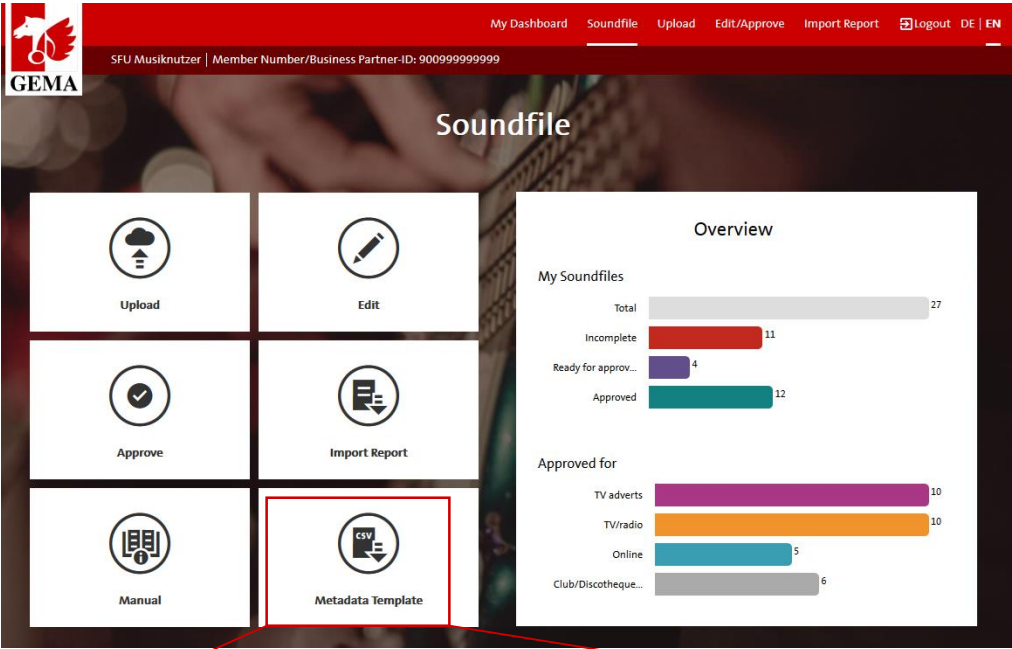 My Dashboard Soundfile Upload Edit/Approve Import Report Logout DE | EN
SFU Musiknutzer | Member Number/Business Partner-ID: 900999999999
GEMA
Soundfile
Upload
Edit
Approve
Import Report
Manual
CSV
Metadata Template
Overview
My Soundfiles
Total 27
Incomplete 11
Ready for approv... 4
Approved 12
Approved for
TV adverts 10
TV/radio 10
Online 5
Club/Discotheque... 6